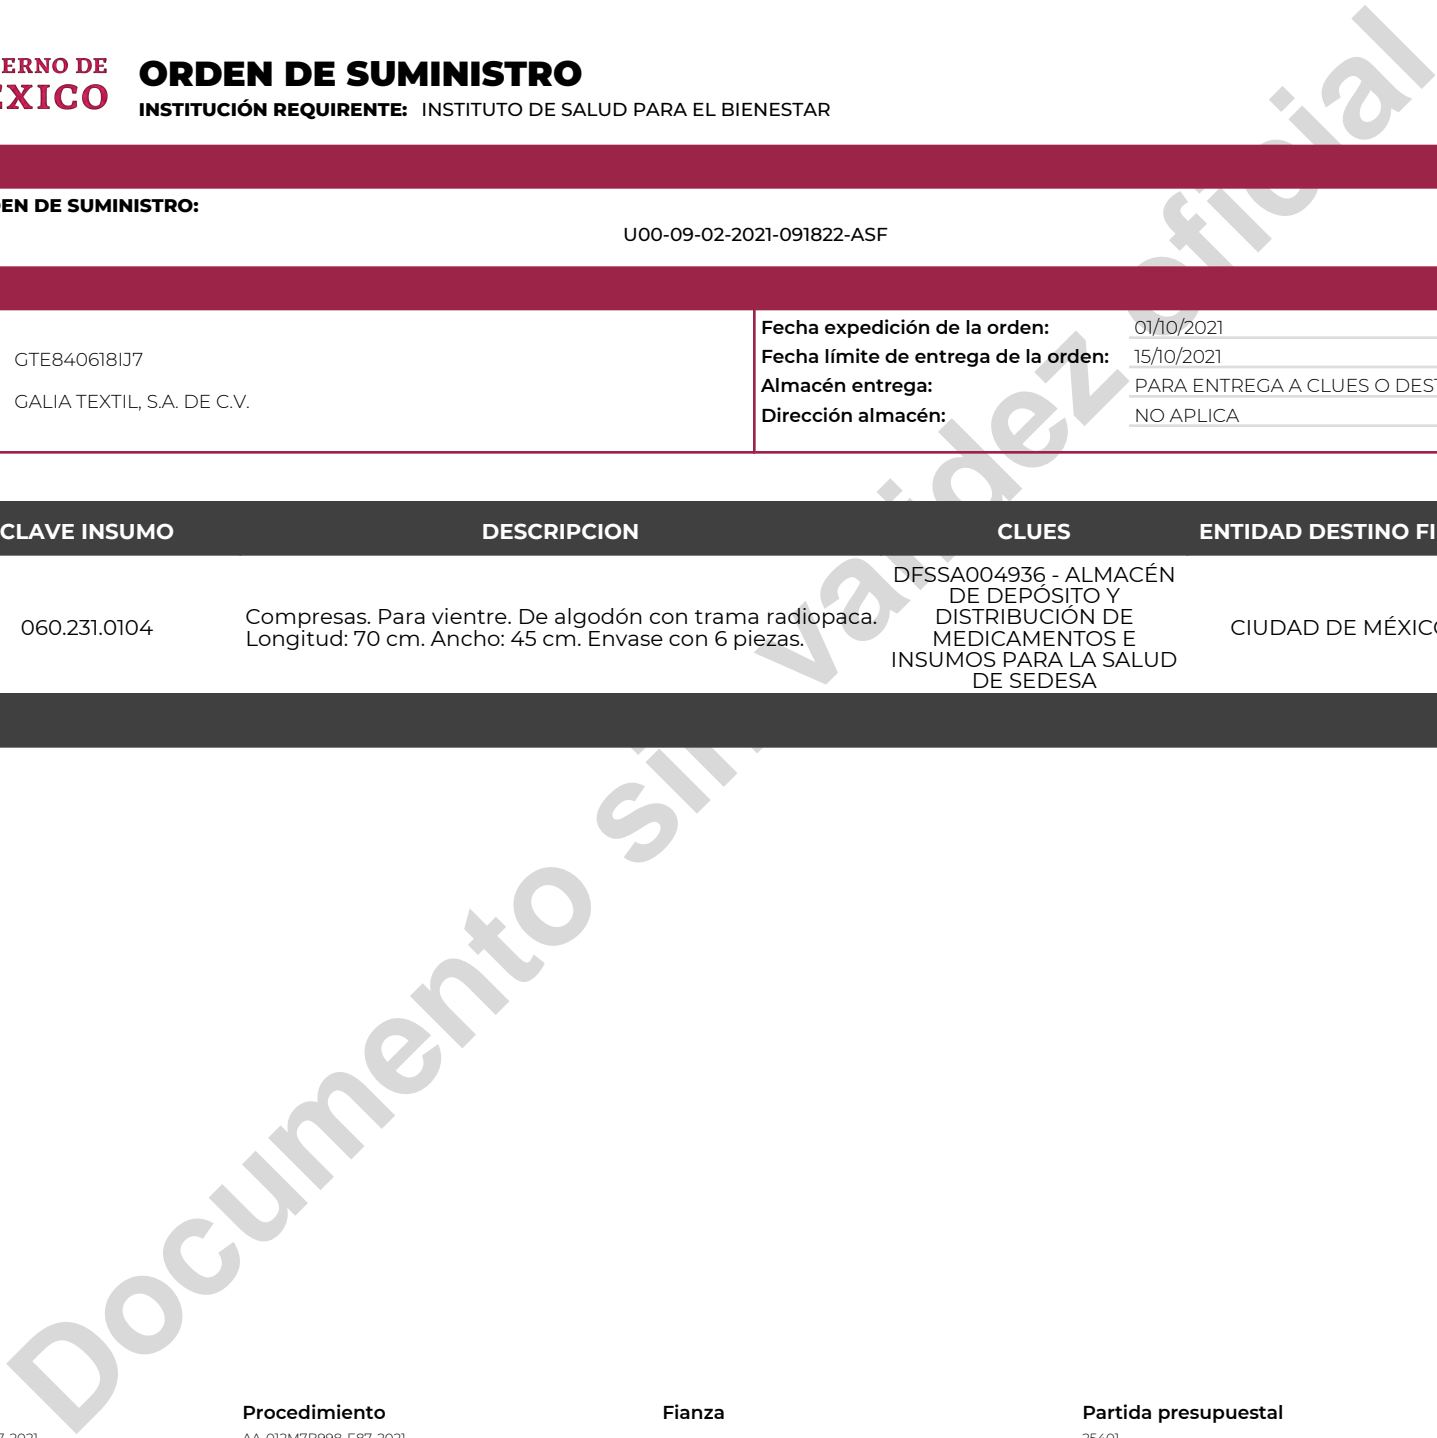 ERNO DE
ÉXICO
ORDEN DE SUMINISTRO
INSTITUCIÓN REQUIRENTE: INSTITUTO DE SALUD PARA EL BIENESTAR
EN DE SUMINISTRO:
U00-09-02-2021-091822-ASF
GTE840618IJ7
GALIA TEXTIL, S.A. DE C.V.
Fecha expedición de la orden: 01/10/2021
Fecha límite de entrega de la orden: 15/10/2021
Almacén entrega: PARA ENTREGA A CLUES O DEST
Dirección almacén: NO APLICA
CLAVE INSUMO DESCRIPCION CLUES ENTIDAD DESTINO FI
060.231.0104
Compresas. Para vientre. De algodón con trama radiopaca.
Longitud: 70 cm. Ancho: 45 cm. Envase con 6 piezas.
DFSSA004936 - ALMACÉN
DE DEPÓSITO Y
DISTRIBUCIÓN DE
MEDICAMENTOS E
INSUMOS PARA LA SALUD
DE SEDESA
CIUDAD DE MÉXICO
Documento sin validez oficial
Procedimiento Fianza Partida presupuestal